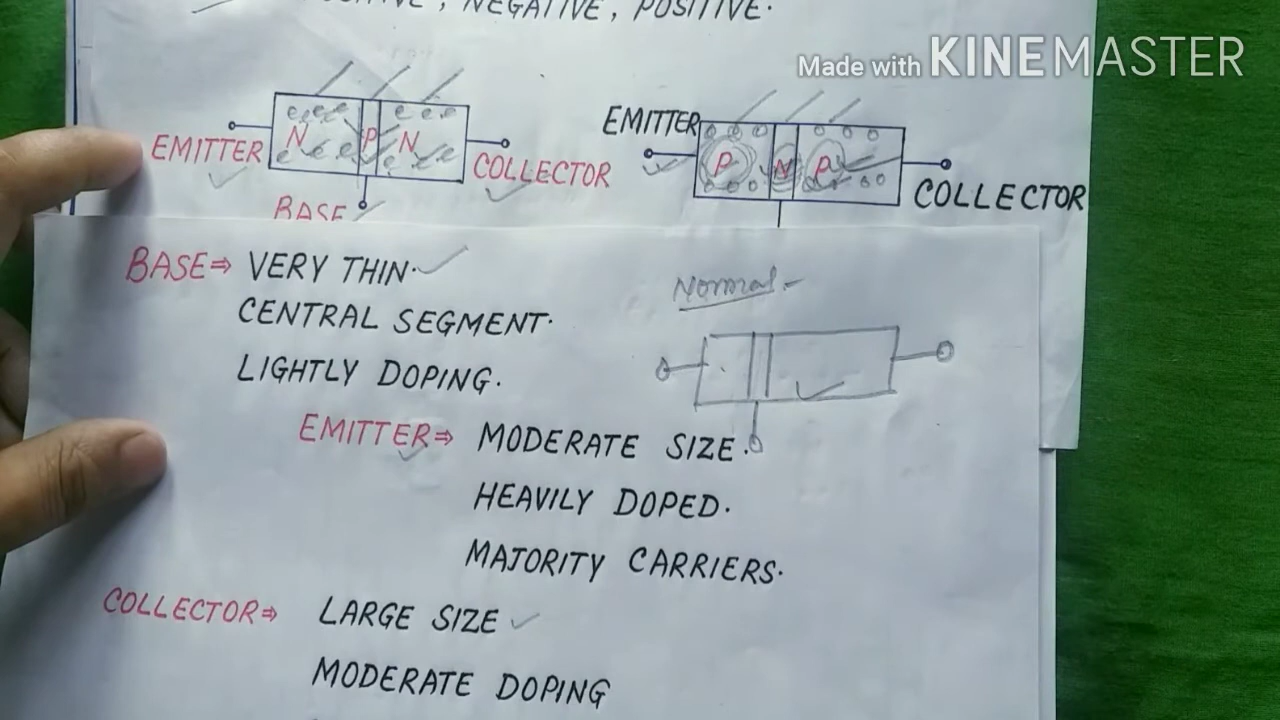 POSITIVE, NEGATIVE, POSITIVE.
Made with KINEMASTER
EMITTER
N P N
COLLECTOR
BASE
EMITTER
P N P
COLLECTOR
BASE⇒ VERY THIN.
CENTRAL SEGMENT.
LIGHTLY DOPING.
Normal
EMITTER⇒ MODERATE SIZE.
HEAVILY DOPED.
MAJORITY CARRIERS.
COLLECTOR⇒ LARGE SIZE
MODERATE DOPING